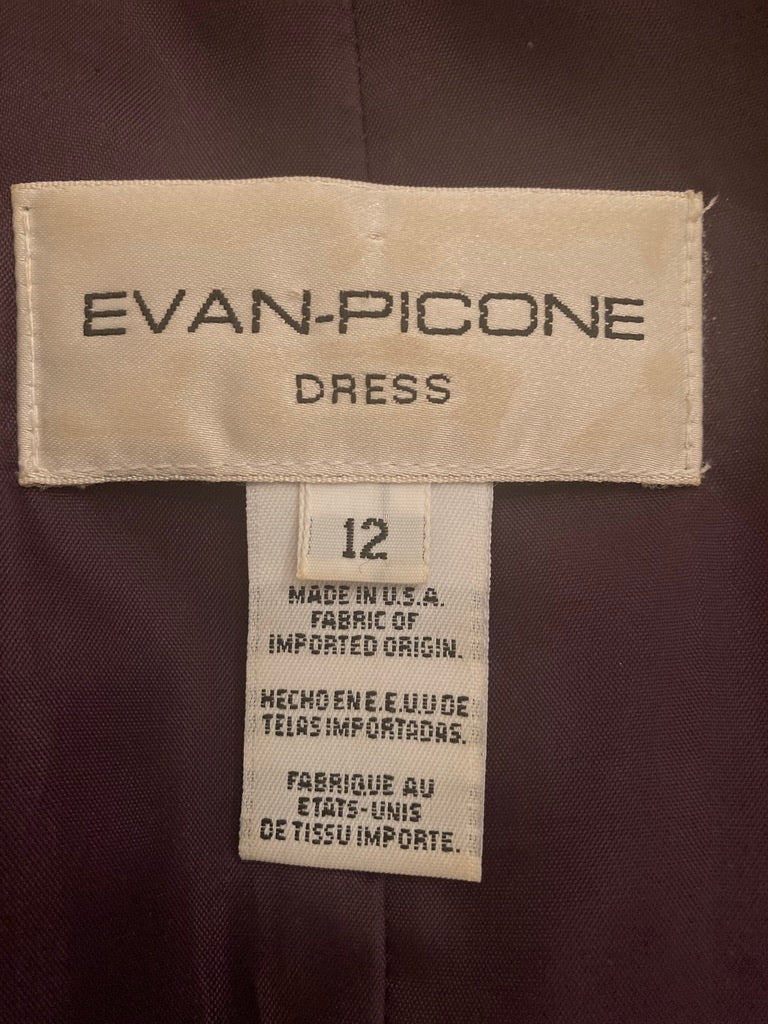 EVAN-PICONE
DRESS
12
MADE IN U.S.A.
FABRIC OF
IMPORTED ORIGIN.
HECHO EN E.E.U.U DE
TELAS IMPORTADAS.
FABRIQUE AU
ETATS-UNIS
DE TISSU IMPORTE.